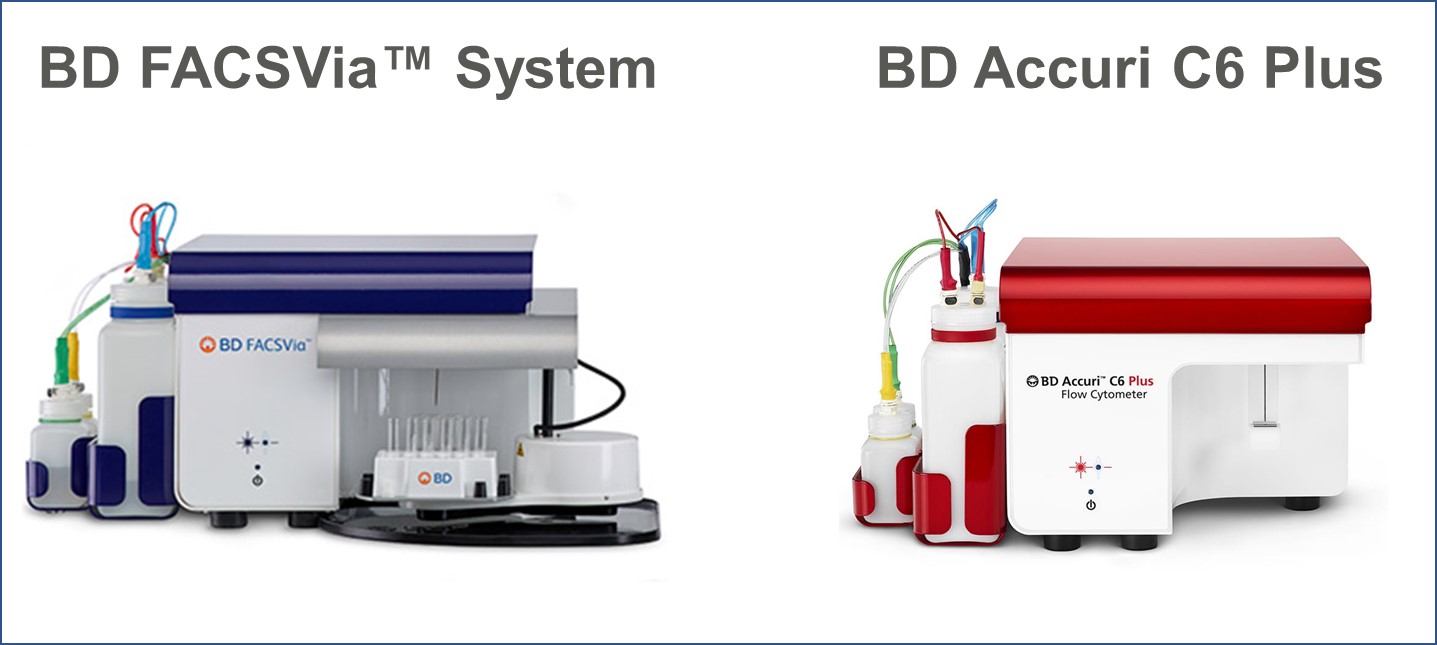 BD FACSVia™ System
BD Accuri C6 Plus
BD FACSVia™
BD
BD Accuri™ C6 Plus
Flow Cytometer